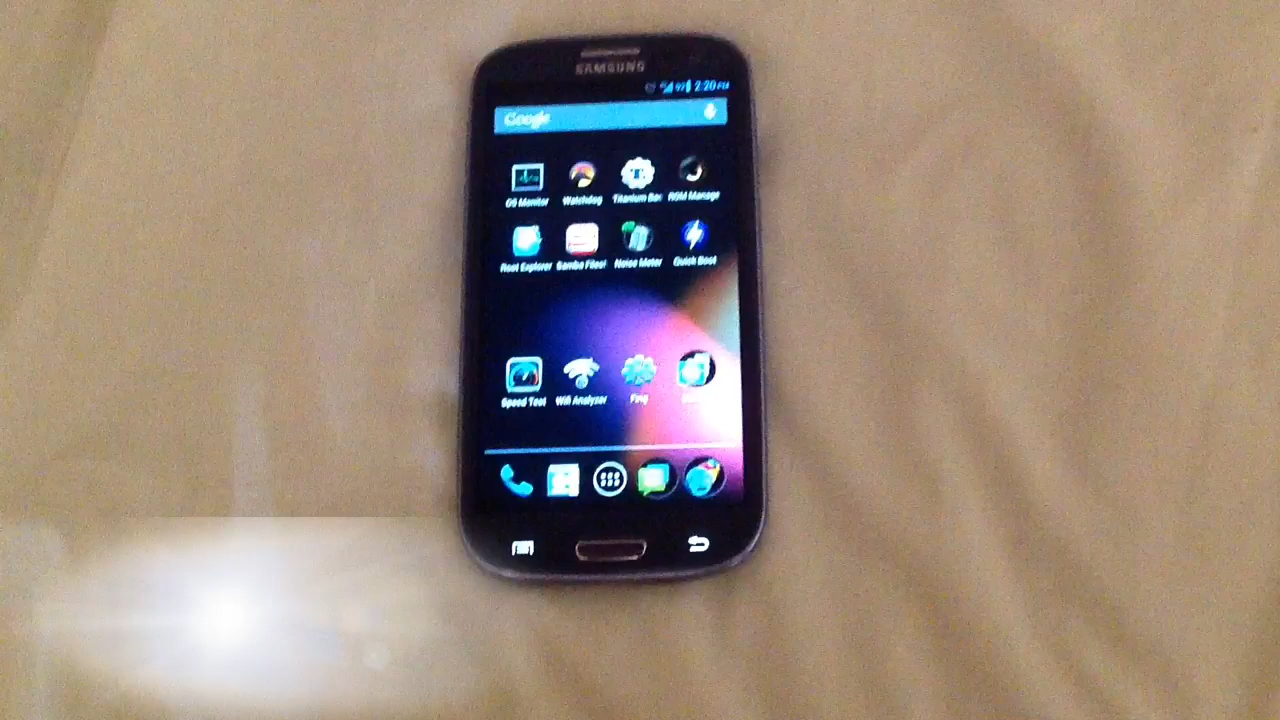 SAMSUNG
97 2:20 PM
Google
OS Monitor Watchdog Titanium Bac ROM Manage
Root Explorer Samba Filesh Noise Meter Quick Boot
Speed Test Wifi Analyzer Fing